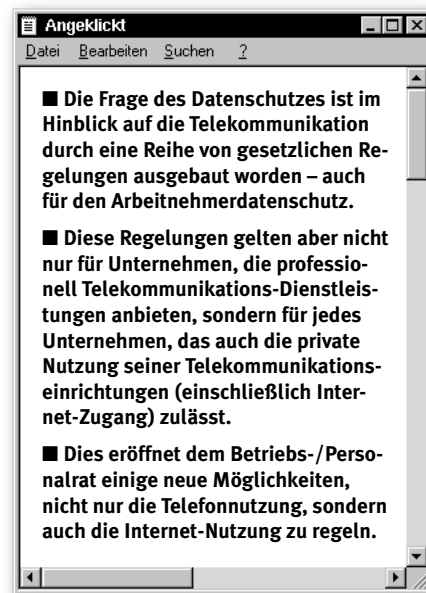 Angeklickt
Datei Bearbeiten Suchen ?
■ Die Frage des Datenschutzes ist im
Hinblick auf die Telekommunikation
durch eine Reihe von gesetzlichen Re-
gelungen ausgebaut worden – auch
für den Arbeitnehmerdatenschutz.
■ Diese Regelungen gelten aber nicht
nur für Unternehmen, die professio-
nell Telekommunikations-Dienstleis-
tungen anbieten, sondern für jedes
Unternehmen, das auch die private
Nutzung seiner Telekommunikations-
einrichtungen (einschließlich Inter-
net-Zugang) zulässt.
■ Dies eröffnet dem Betriebs-/Perso-
nalrat einige neue Möglichkeiten,
nicht nur die Telefonnutzung, sondern
auch die Internet-Nutzung zu regeln.